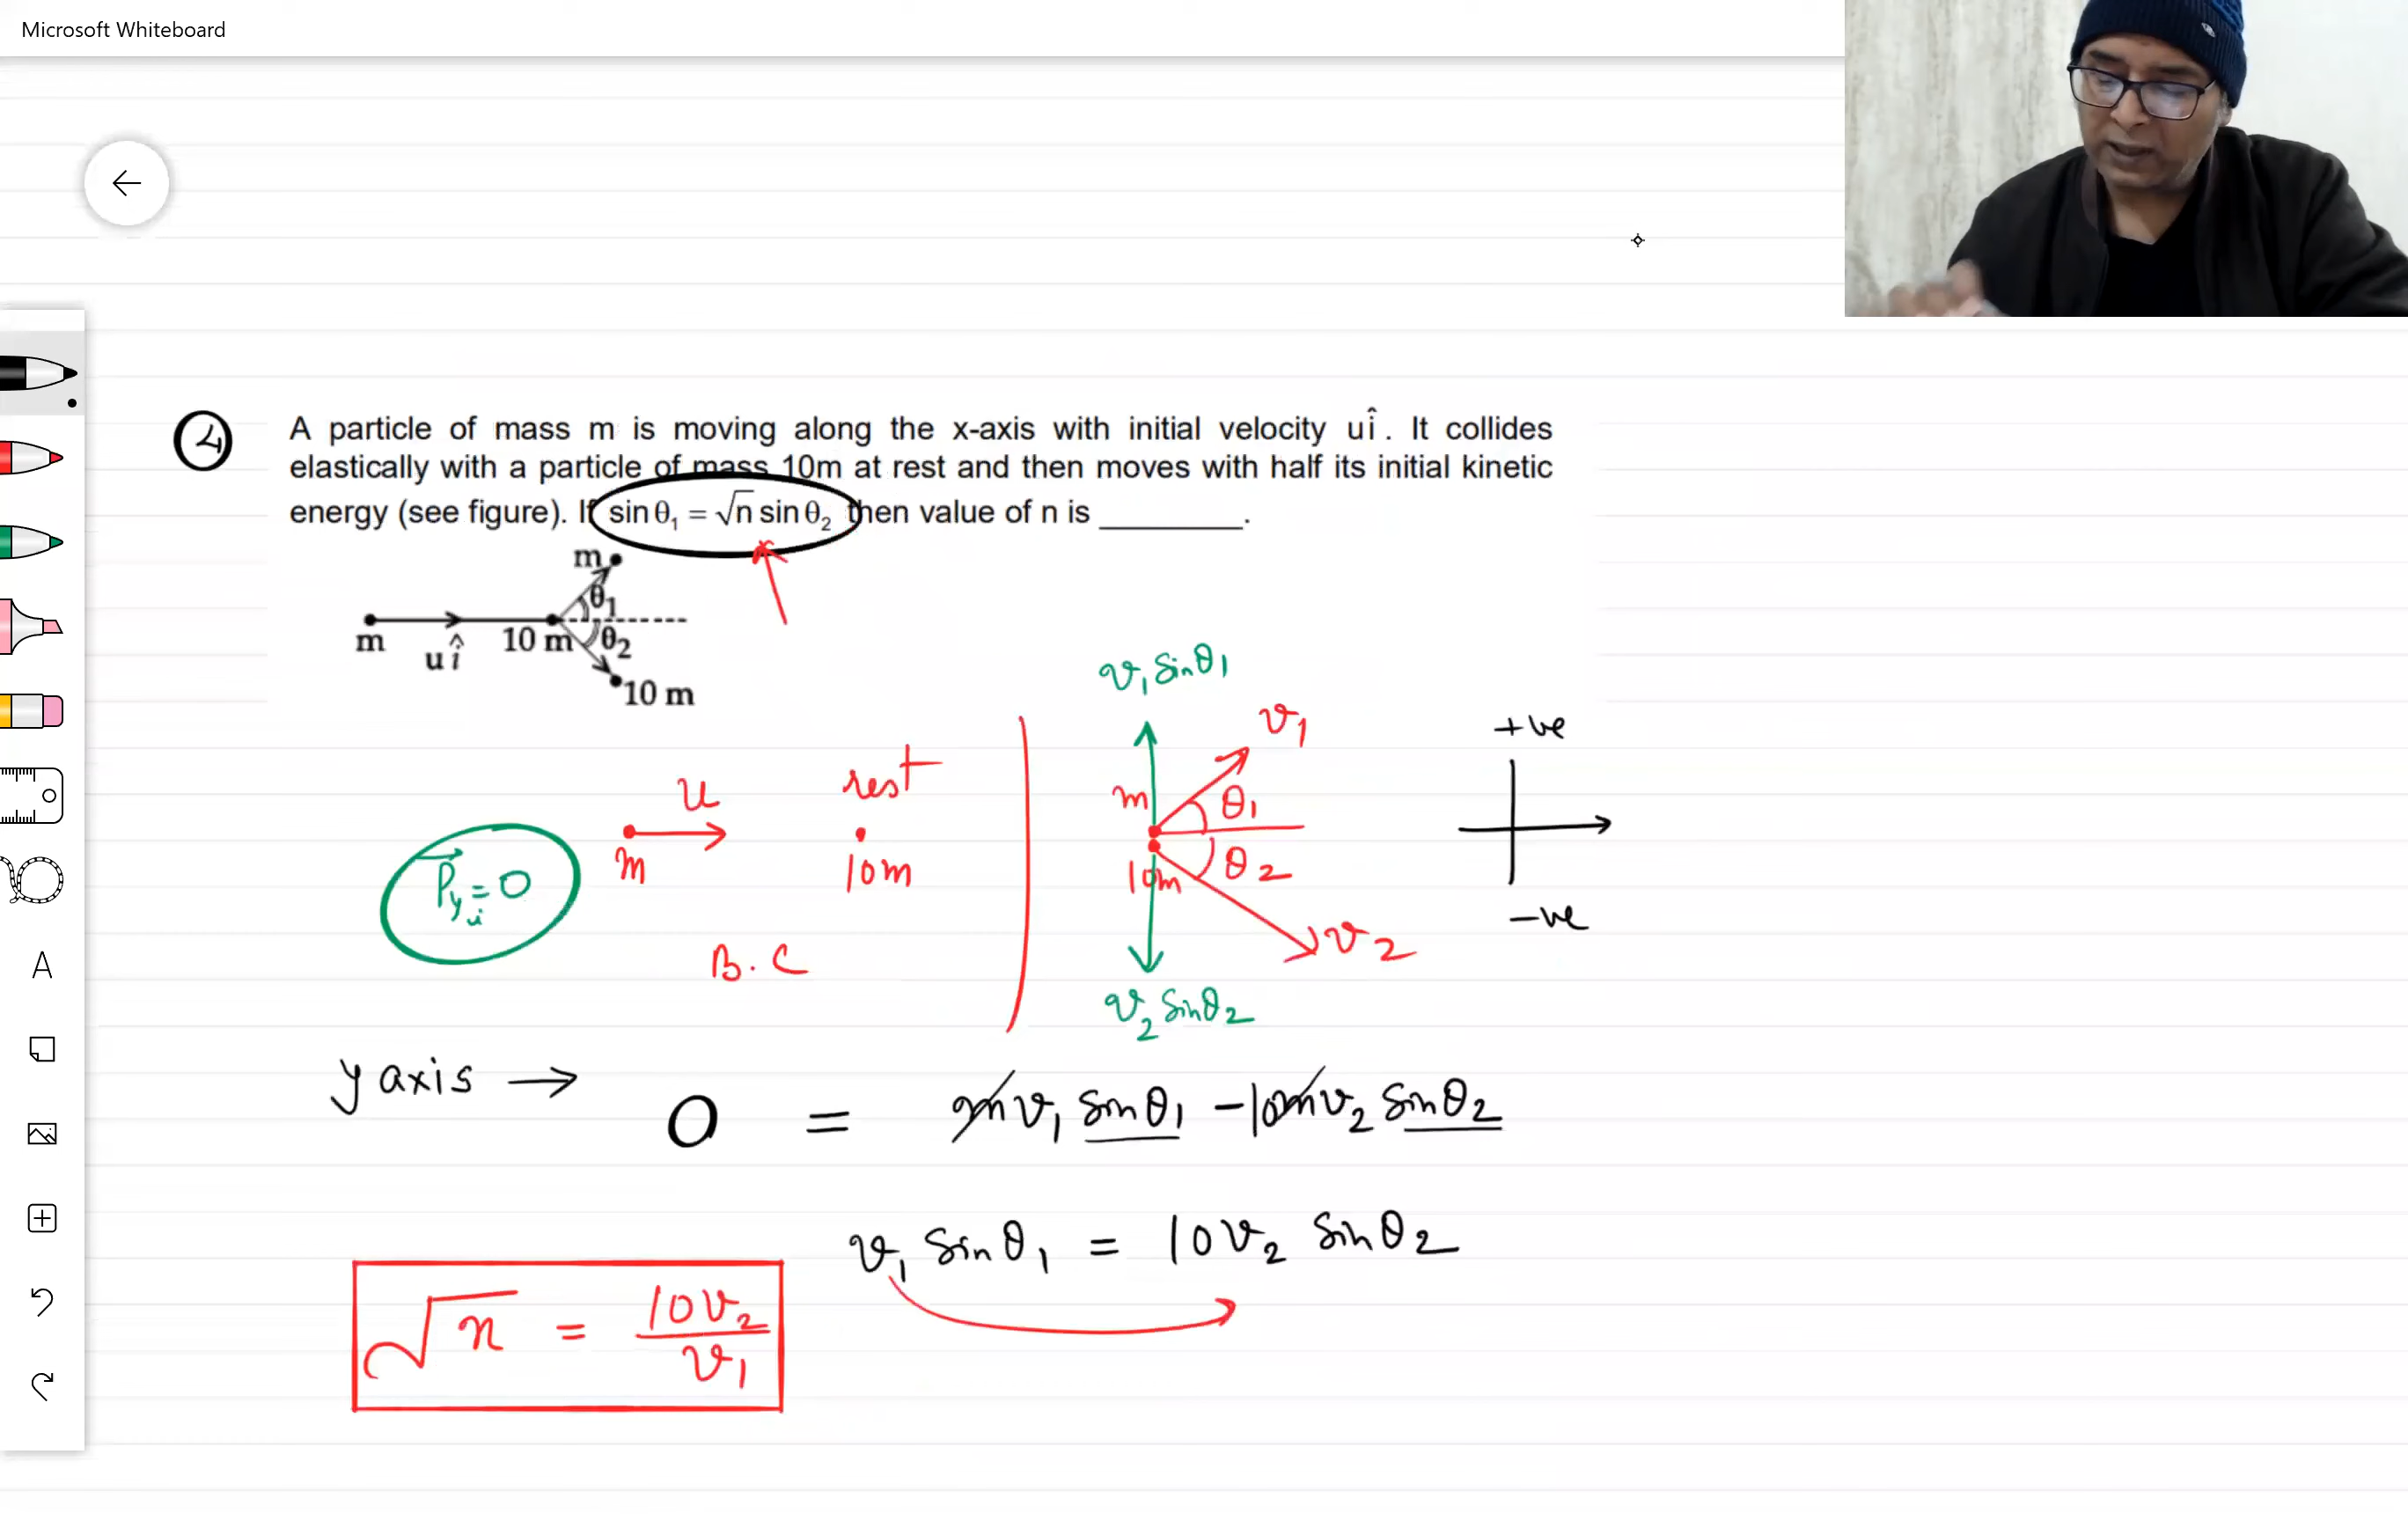 Microsoft Whiteboard
4
A particle of mass m is moving along the x-axis with initial velocity uî. It collides
elastically with a particle of mass 10m at rest and then moves with half its initial kinetic
energy (see figure). If sin θ₁ = √n sin θ₂ then value of n is ________.
m
θ₁
m
u î
10 m
θ₂
10 m
v₁ sinθ₁
v₁
+ve
u
rest
m
θ₁
P⃗yᵢ = 0
m
10m
10m
θ₂
-ve
v₂
B.C
v₂ sinθ₂
y axis →
0 = mv₁ sinθ₁ - 10mv₂ sinθ₂
v₁ sinθ₁ = 10v₂ sinθ₂
√n = 10v₂/v₁
A